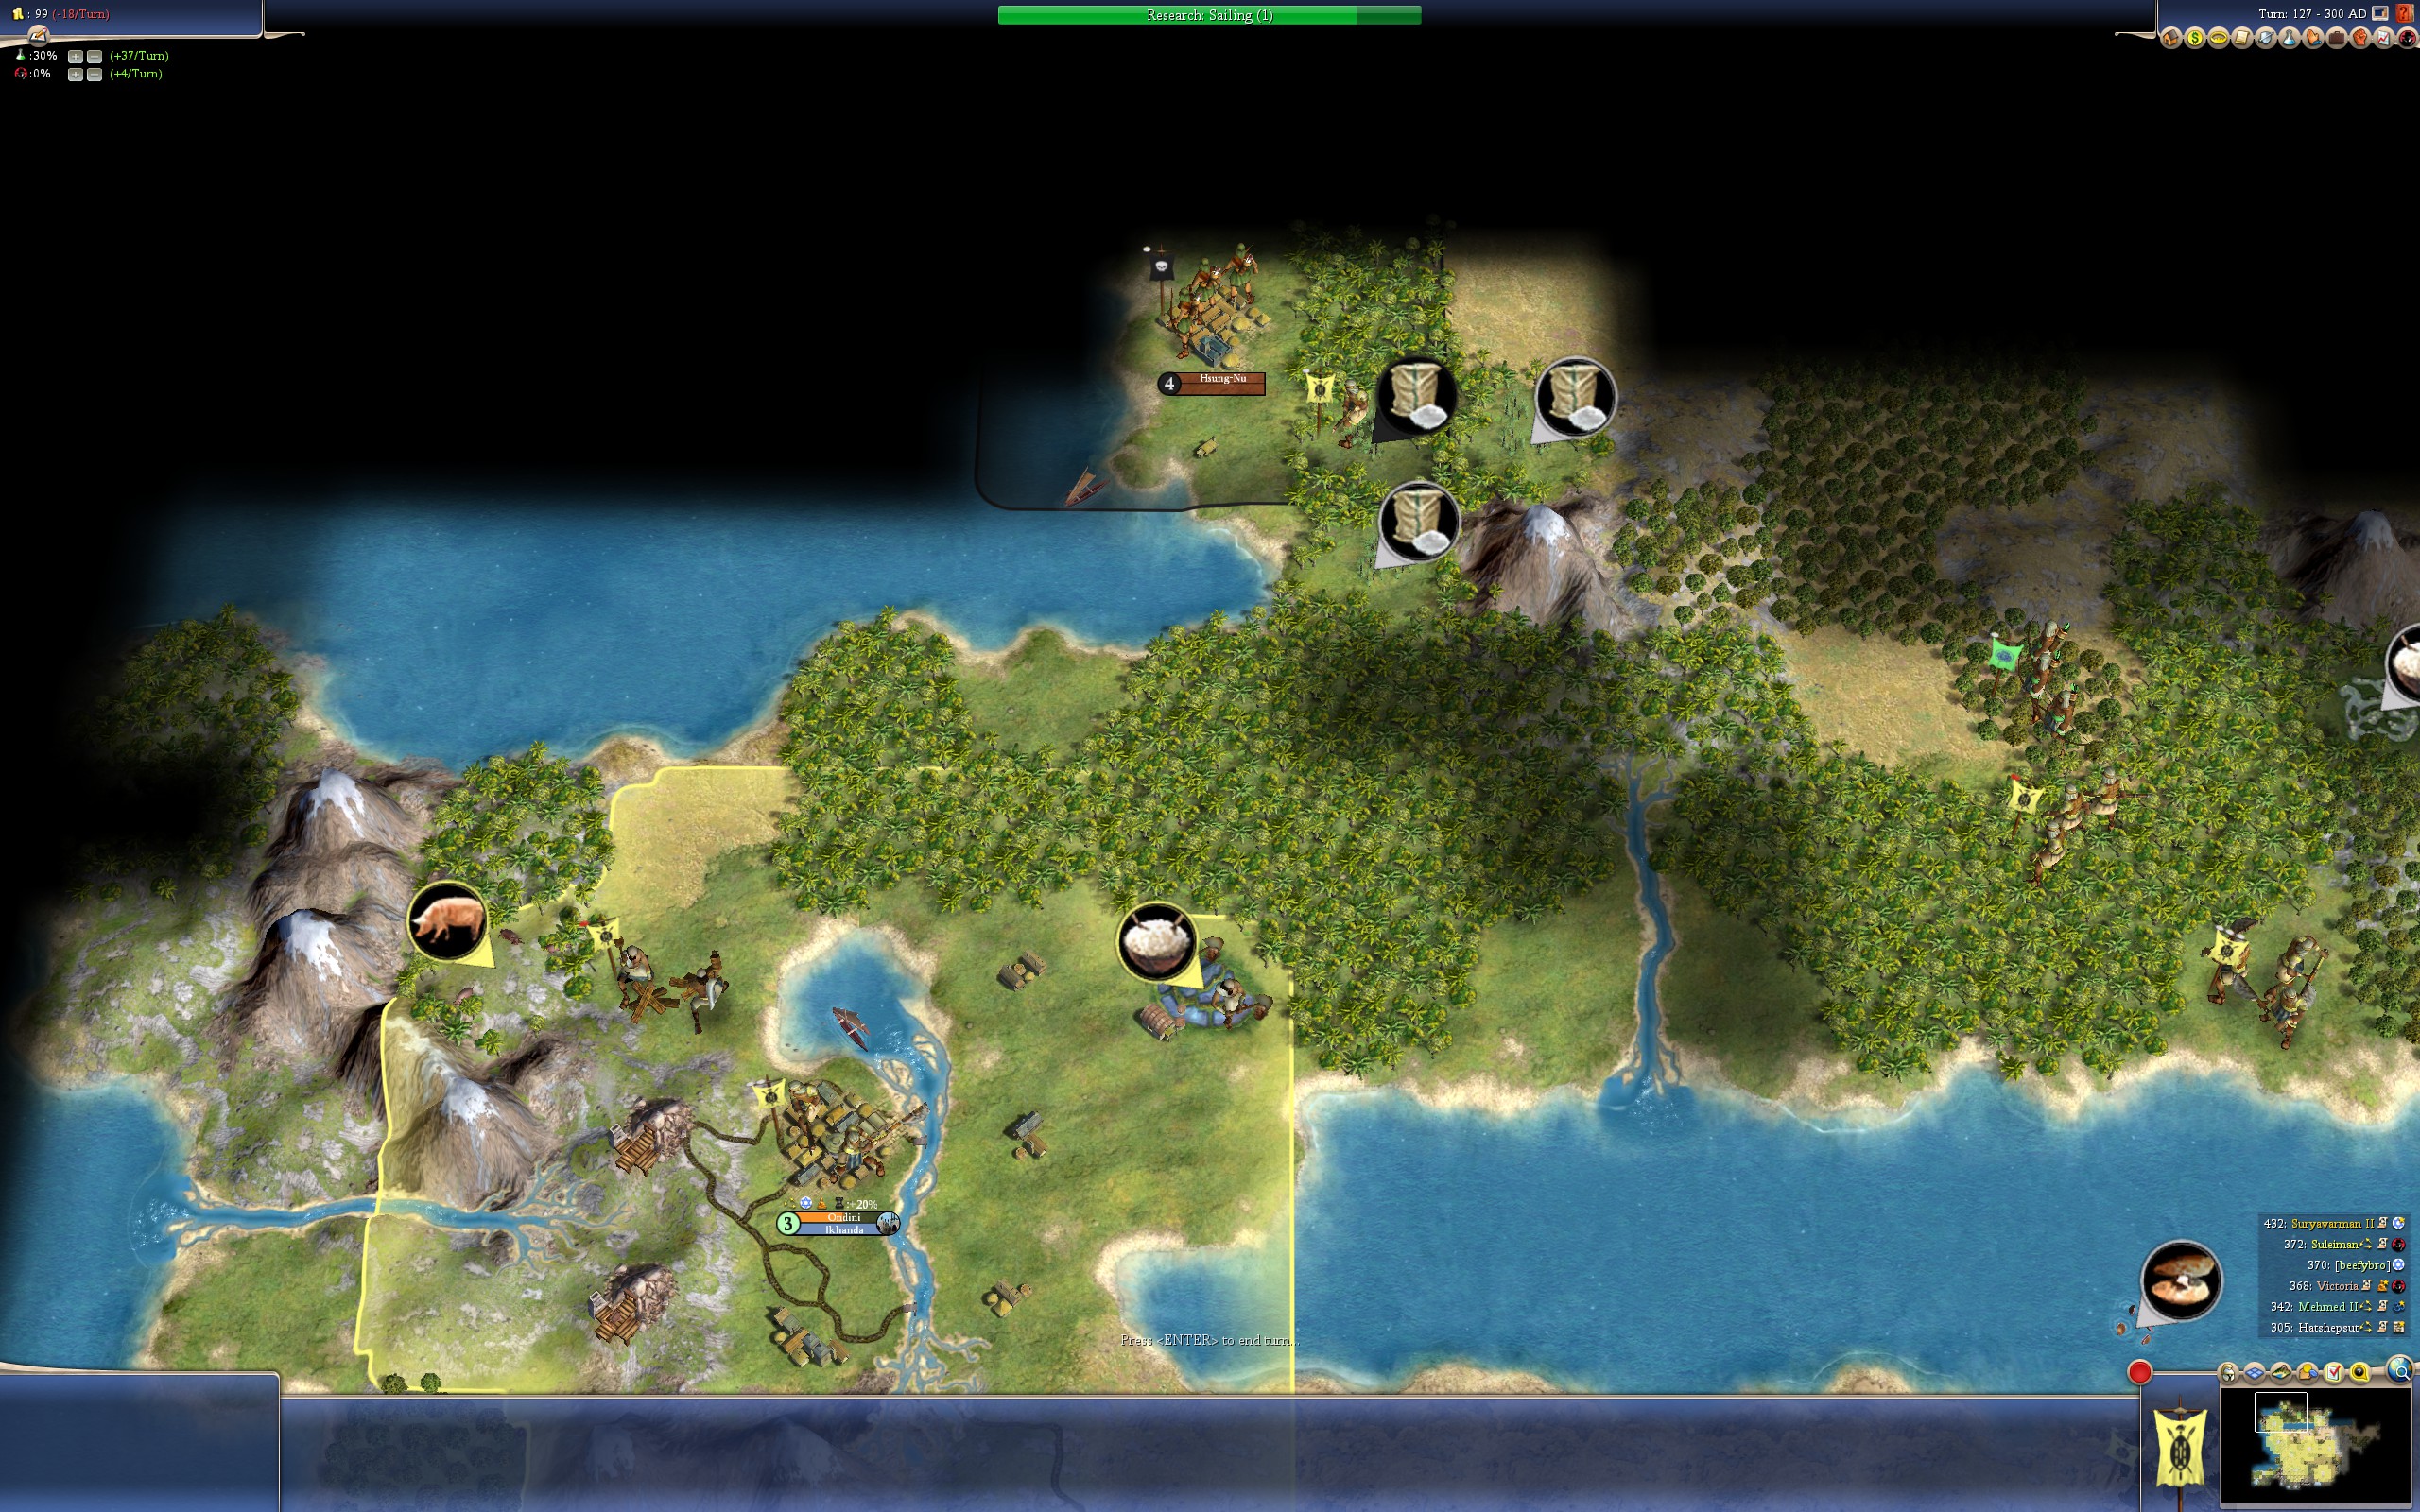 : 99 (-18/Turn)
Research: Sailing (1)
Turn: 127 - 300 AD
:30% (+37/Turn)
:0% (+4/Turn)
4 Hsung-Nu
:+20%
3 Ondini
Ikhanda
432: Suryavarman II
372: Suleiman
370: [beefybro]
368: Victoria
342: Mehmed II
305: Hatshepsut
Press <ENTER> to end turn...